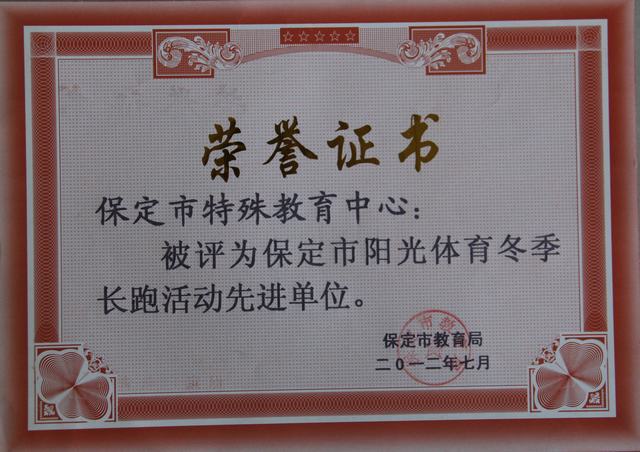 荣誉证书
保定市特殊教育中心：
被评为保定市阳光体育冬季
长跑活动先进单位。
保定市教育局
二〇一二年七月